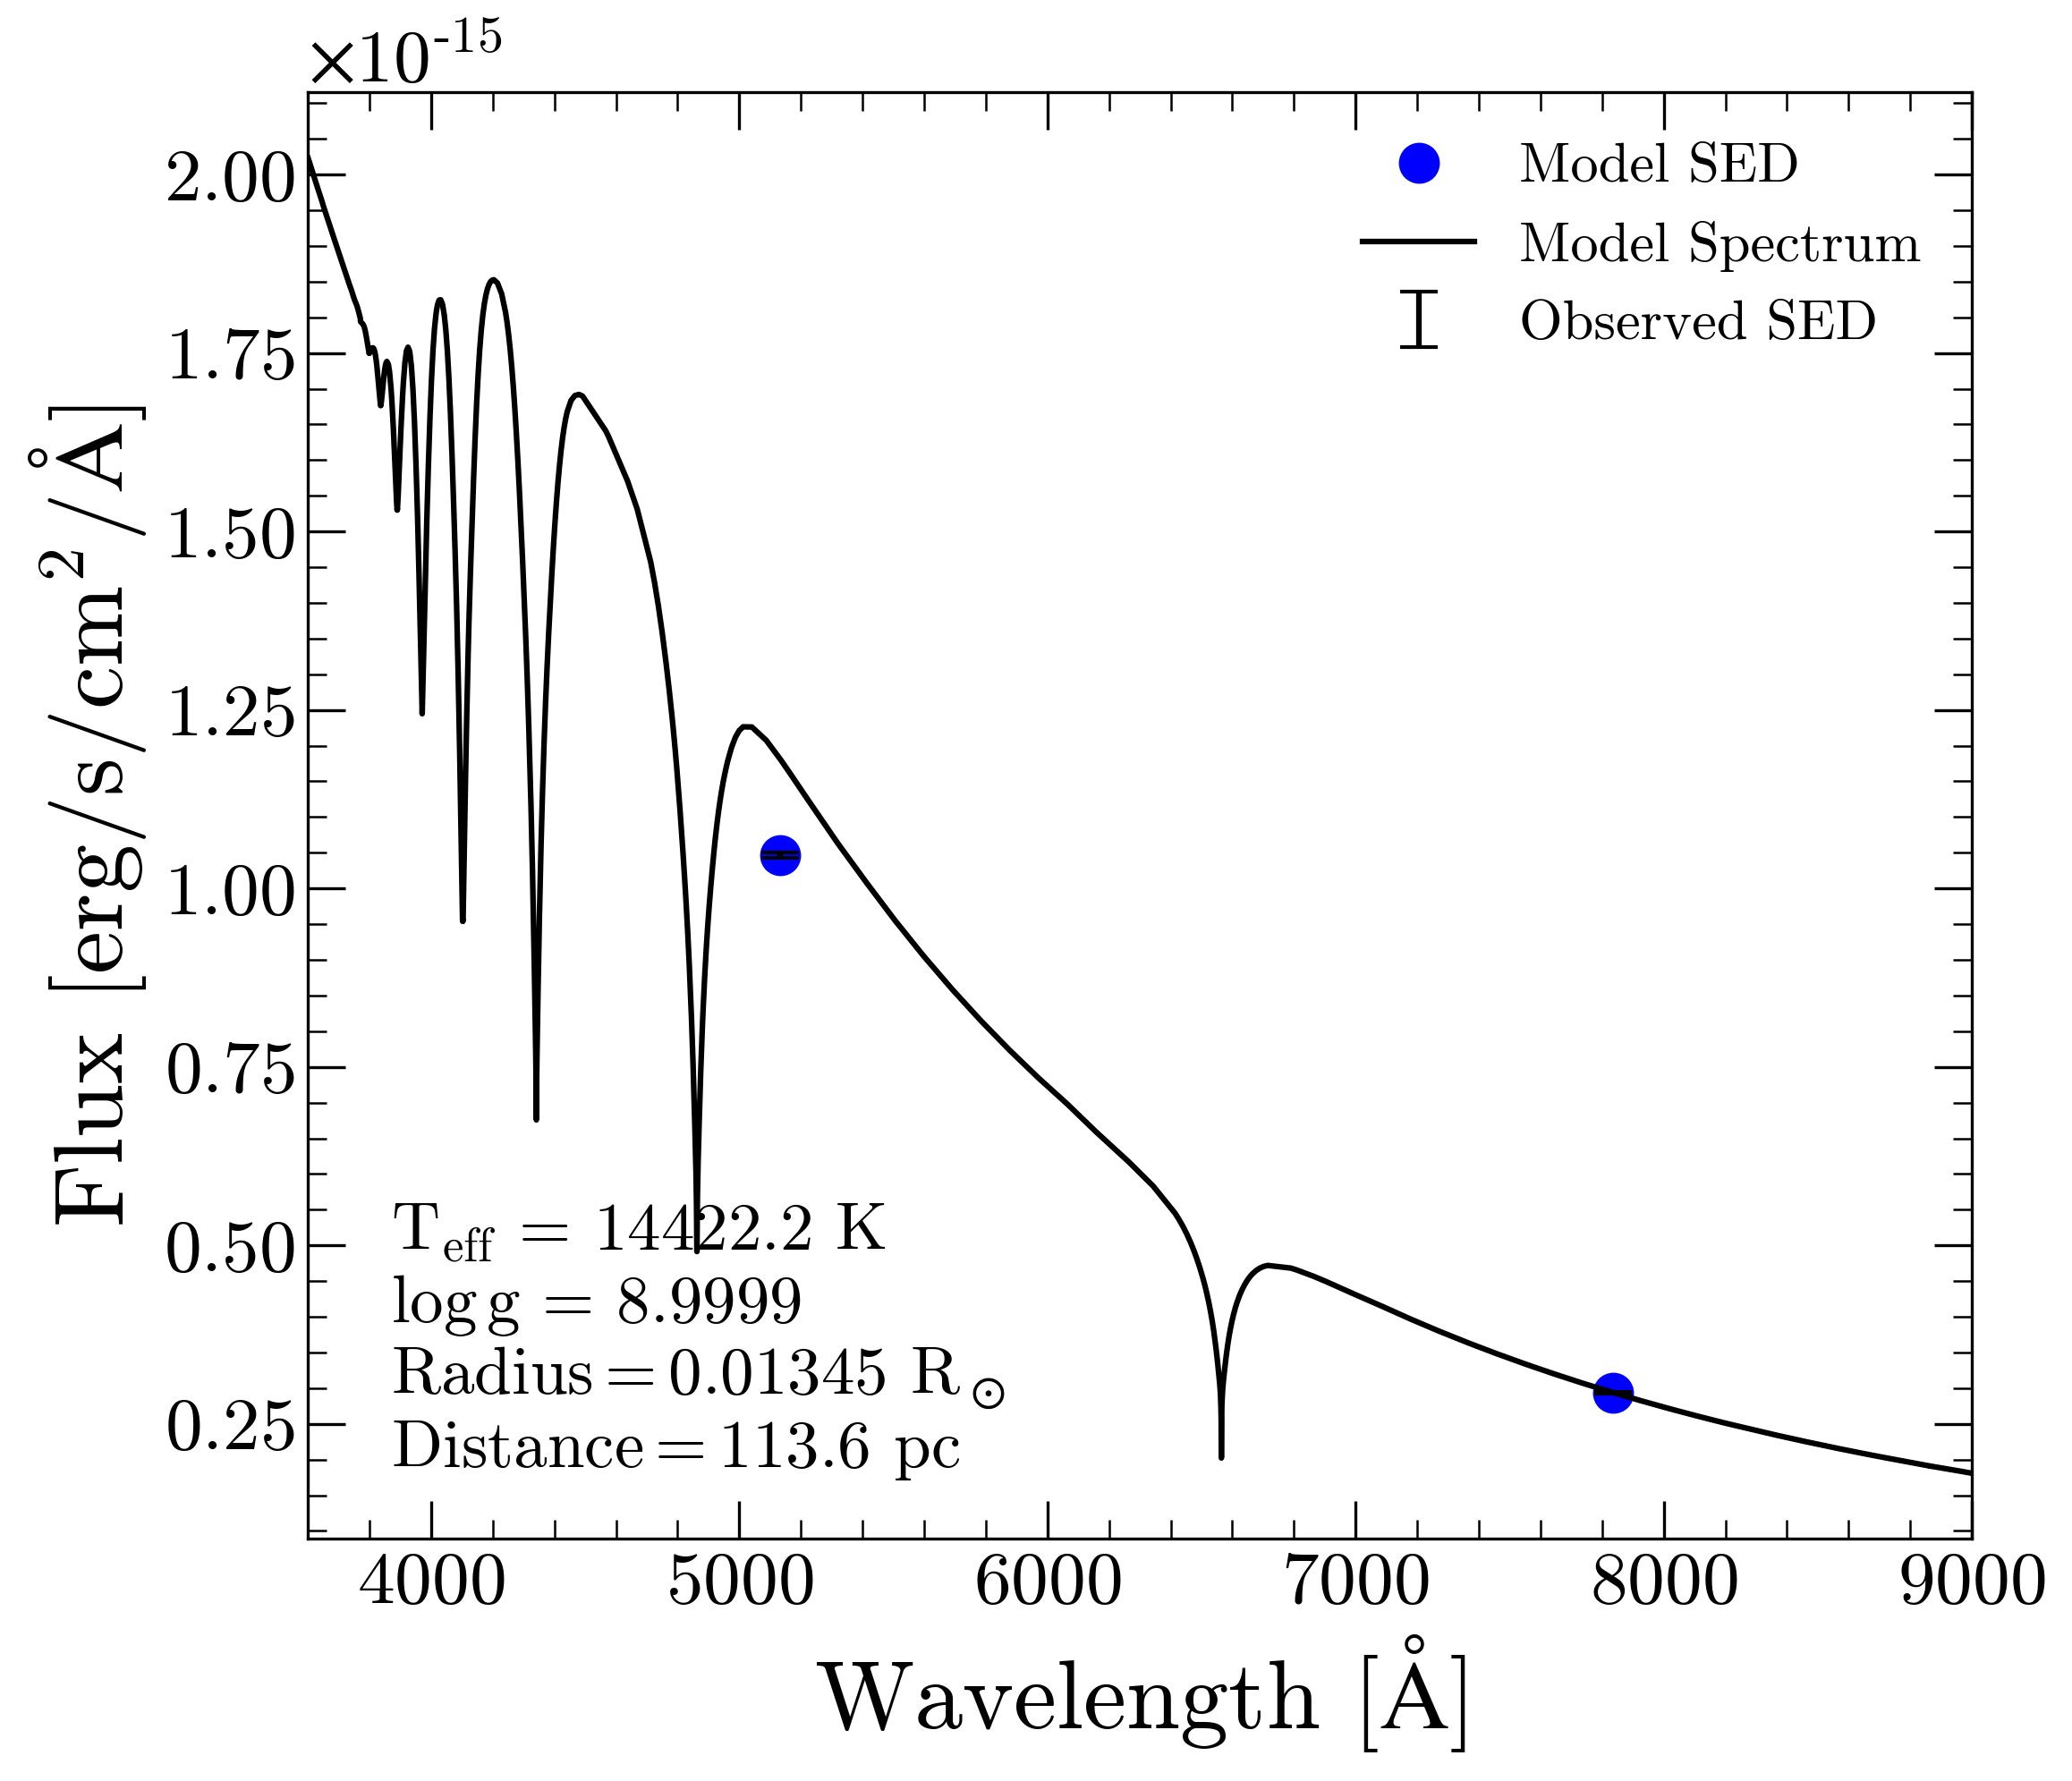 ×10-15
Flux [erg/s/cm2/Å]
2.00
1.75
1.50
1.25
1.00
0.75
0.50
0.25
Model SED
Model Spectrum
Observed SED
Teff = 14422.2 K
log g = 8.9999
Radius = 0.01345 R⊙
Distance = 113.6 pc
4000 5000 6000 7000 8000 9000
Wavelength [Å]